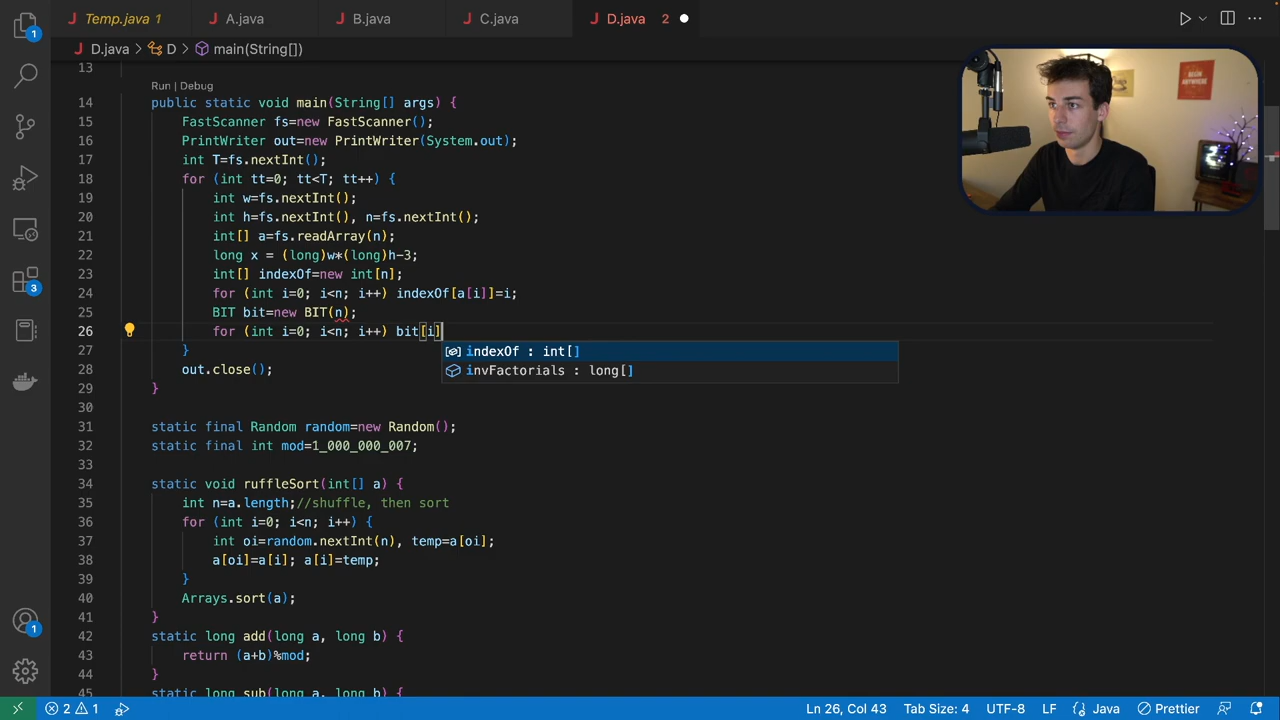 Temp.java 1
A.java
B.java
C.java
D.java 2
D.java > D > main(String[])
13
Run | Debug
14 public static void main(String[] args) {
15 FastScanner fs=new FastScanner();
16 PrintWriter out=new PrintWriter(System.out);
17 int T=fs.nextInt();
18 for (int tt=0; tt<T; tt++) {
19 int w=fs.nextInt();
20 int h=fs.nextInt(), n=fs.nextInt();
21 int[] a=fs.readArray(n);
22 long x = (long)w*(long)h-3;
23 int[] indexOf=new int[n];
24 for (int i=0; i<n; i++) indexOf[a[i]]=i;
25 BIT bit=new BIT(n);
26 for (int i=0; i<n; i++) bit[i]
indexOf : int[]
27 }
invFactorials : long[]
28 out.close();
29 }
30
31 static final Random random=new Random();
32 static final int mod=1_000_000_007;
33
34 static void ruffleSort(int[] a) {
35 int n=a.length;//shuffle, then sort
36 for (int i=0; i<n; i++) {
37 int oi=random.nextInt(n), temp=a[oi];
38 a[oi]=a[i]; a[i]=temp;
39 }
40 Arrays.sort(a);
41 }
42 static long add(long a, long b) {
43 return (a+b)%mod;
44 }
45 static long sub(long a, long b) {
1
3
1
BEGIN ANYWHERE
2 1
Ln 26, Col 43
Tab Size: 4
UTF-8
LF
{} Java
Prettier